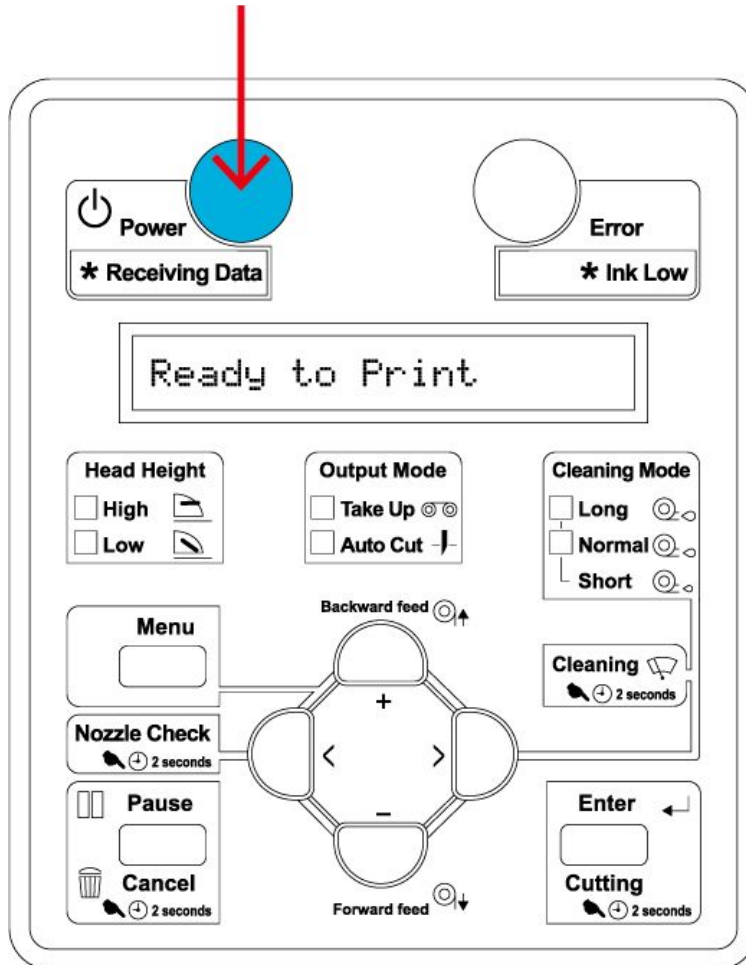 Power
* Receiving Data
Error
* Ink Low
Ready to Print
Head Height
High
Low
Output Mode
Take Up
Auto Cut
Cleaning Mode
Long
Normal
Short
Menu
Backward feed
+
Cleaning
2 seconds
Nozzle Check
2 seconds
< >
−
Pause
Cancel
2 seconds
Forward feed
Enter
Cutting
2 seconds